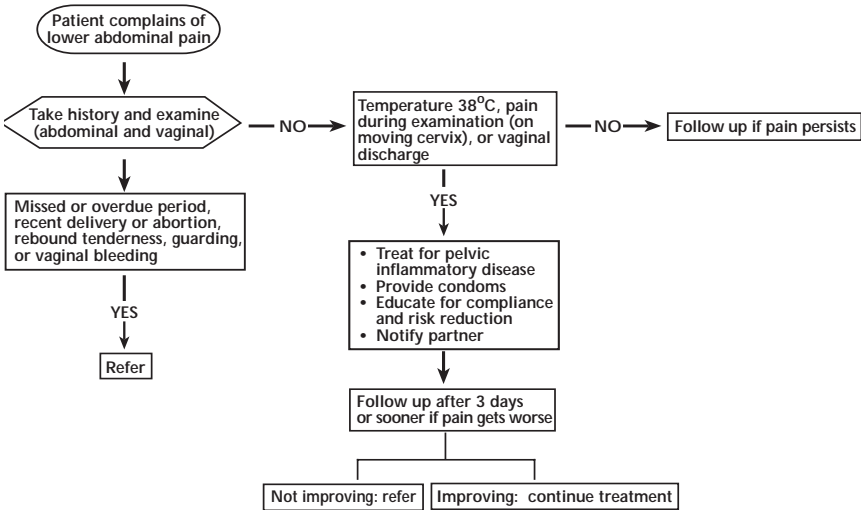 Patient complains of
lower abdominal pain
Take history and examine
(abdominal and vaginal)
NO
Temperature 38°C, pain
during examination (on
moving cervix), or vaginal
discharge
NO
Follow up if pain persists
Missed or overdue period,
recent delivery or abortion,
rebound tenderness, guarding,
or vaginal bleeding
YES
Refer
YES
• Treat for pelvic
inflammatory disease
• Provide condoms
• Educate for compliance
and risk reduction
• Notify partner
Follow up after 3 days
or sooner if pain gets worse
Not improving: refer
Improving: continue treatment